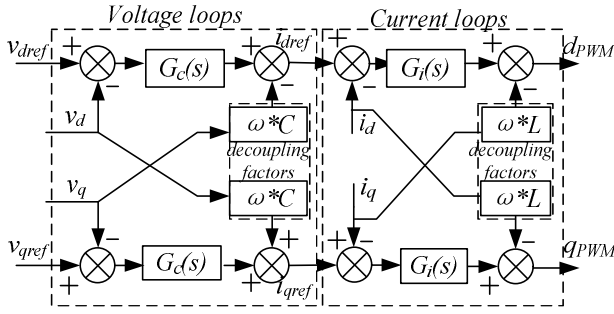 Voltage loops
Current loops
v_dref
+
−
G_c(s)
+
−
i_dref
+
−
G_i(s)
+
−
d_PWM
v_d
ω*C
decoupling
factors
ω*C
i_d
ω*L
decoupling
factors
ω*L
v_q
i_q
v_qref
+
−
G_c(s)
+
+
i_qref
+
−
G_i(s)
+
−
q_PWM